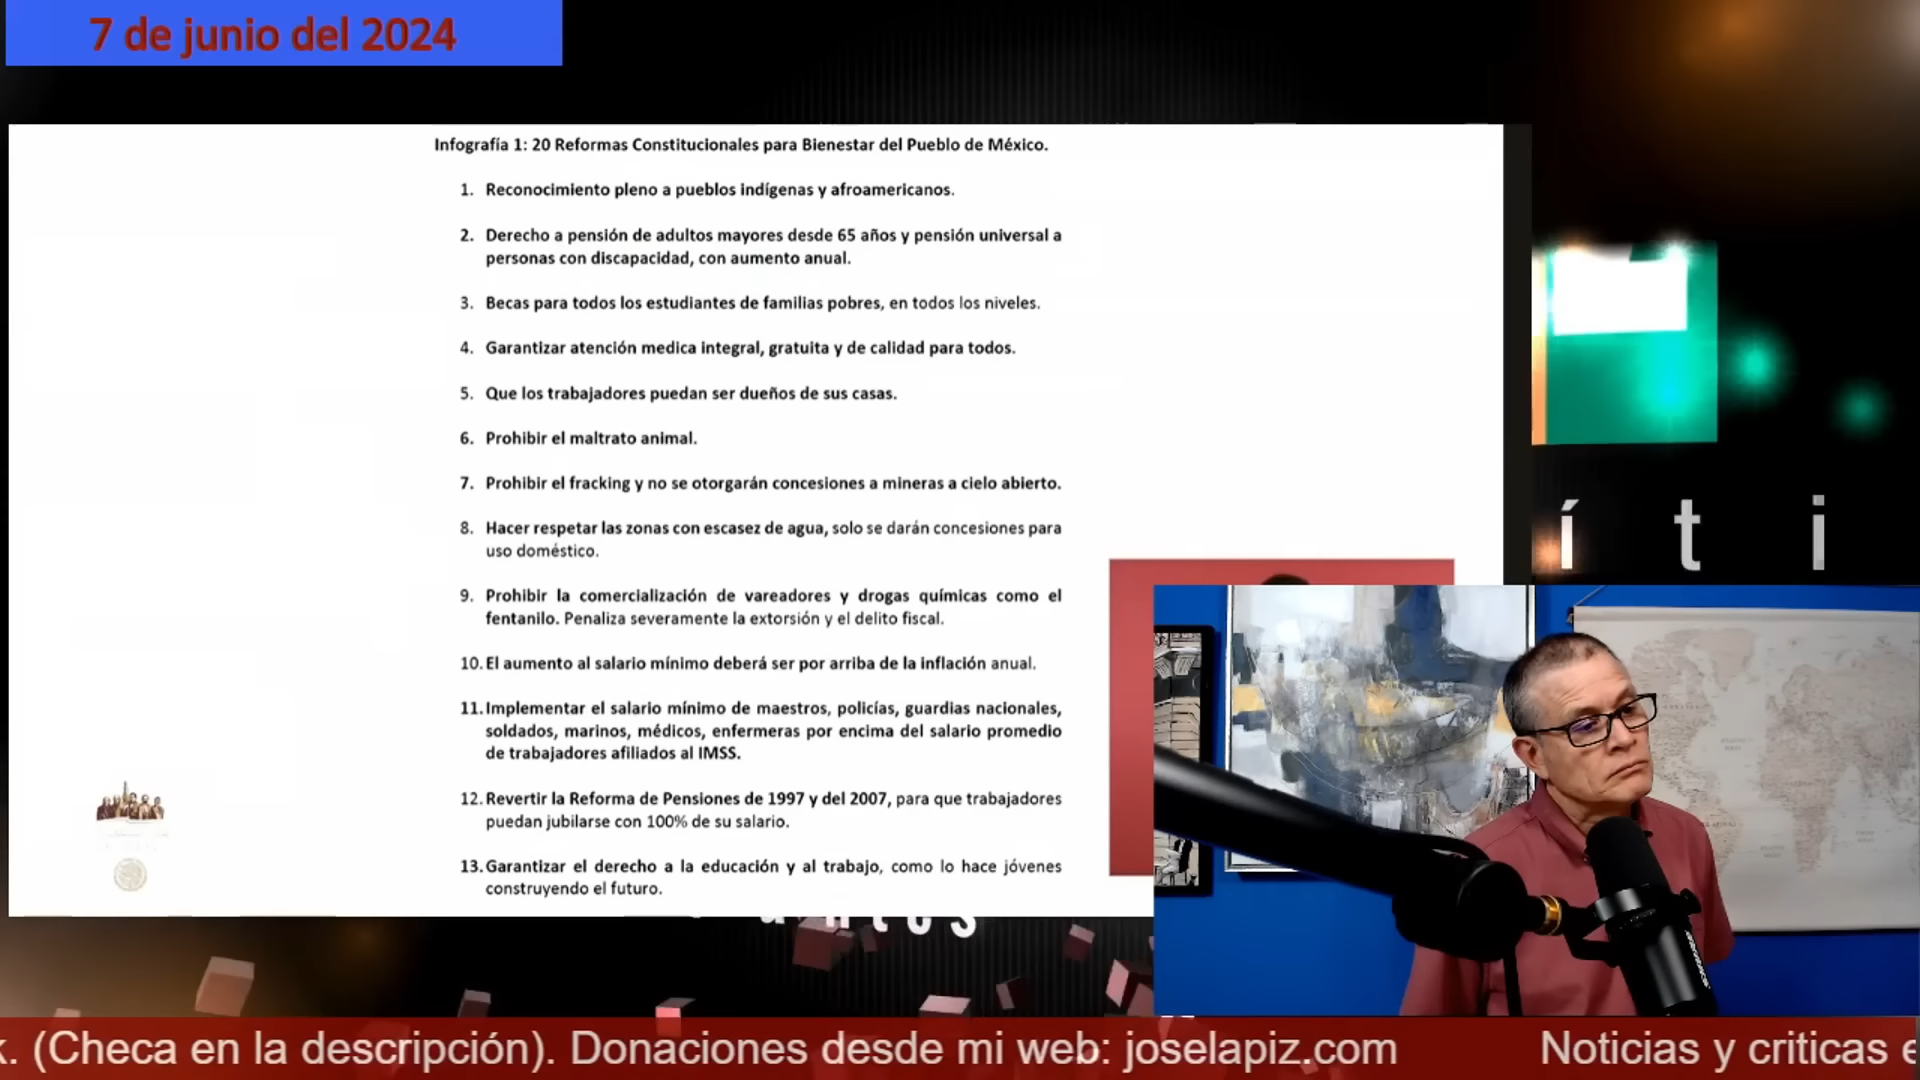 7 de junio del 2024
Infografía 1: 20 Reformas Constitucionales para Bienestar del Pueblo de México.
1. Reconocimiento pleno a pueblos indígenas y afroamericanos.
2. Derecho a pensión de adultos mayores desde 65 años y pensión universal a
personas con discapacidad, con aumento anual.
3. Becas para todos los estudiantes de familias pobres, en todos los niveles.
4. Garantizar atención medica integral, gratuita y de calidad para todos.
5. Que los trabajadores puedan ser dueños de sus casas.
6. Prohibir el maltrato animal.
7. Prohibir el fracking y no se otorgarán concesiones a mineras a cielo abierto.
8. Hacer respetar las zonas con escasez de agua, solo se darán concesiones para
uso doméstico.
9. Prohibir la comercialización de vareadores y drogas químicas como el
fentanilo. Penaliza severamente la extorsión y el delito fiscal.
10. El aumento al salario mínimo deberá ser por arriba de la inflación anual.
11. Implementar el salario mínimo de maestros, policías, guardias nacionales,
soldados, marinos, médicos, enfermeras por encima del salario promedio
de trabajadores afiliados al IMSS.
12. Revertir la Reforma de Pensiones de 1997 y del 2007, para que trabajadores
puedan jubilarse con 100% de su salario.
13. Garantizar el derecho a la educación y al trabajo, como lo hace jóvenes
construyendo el futuro.
í t i
k. (Checa en la descripción). Donaciones desde mi web: joselapiz.com Noticias y criticas e